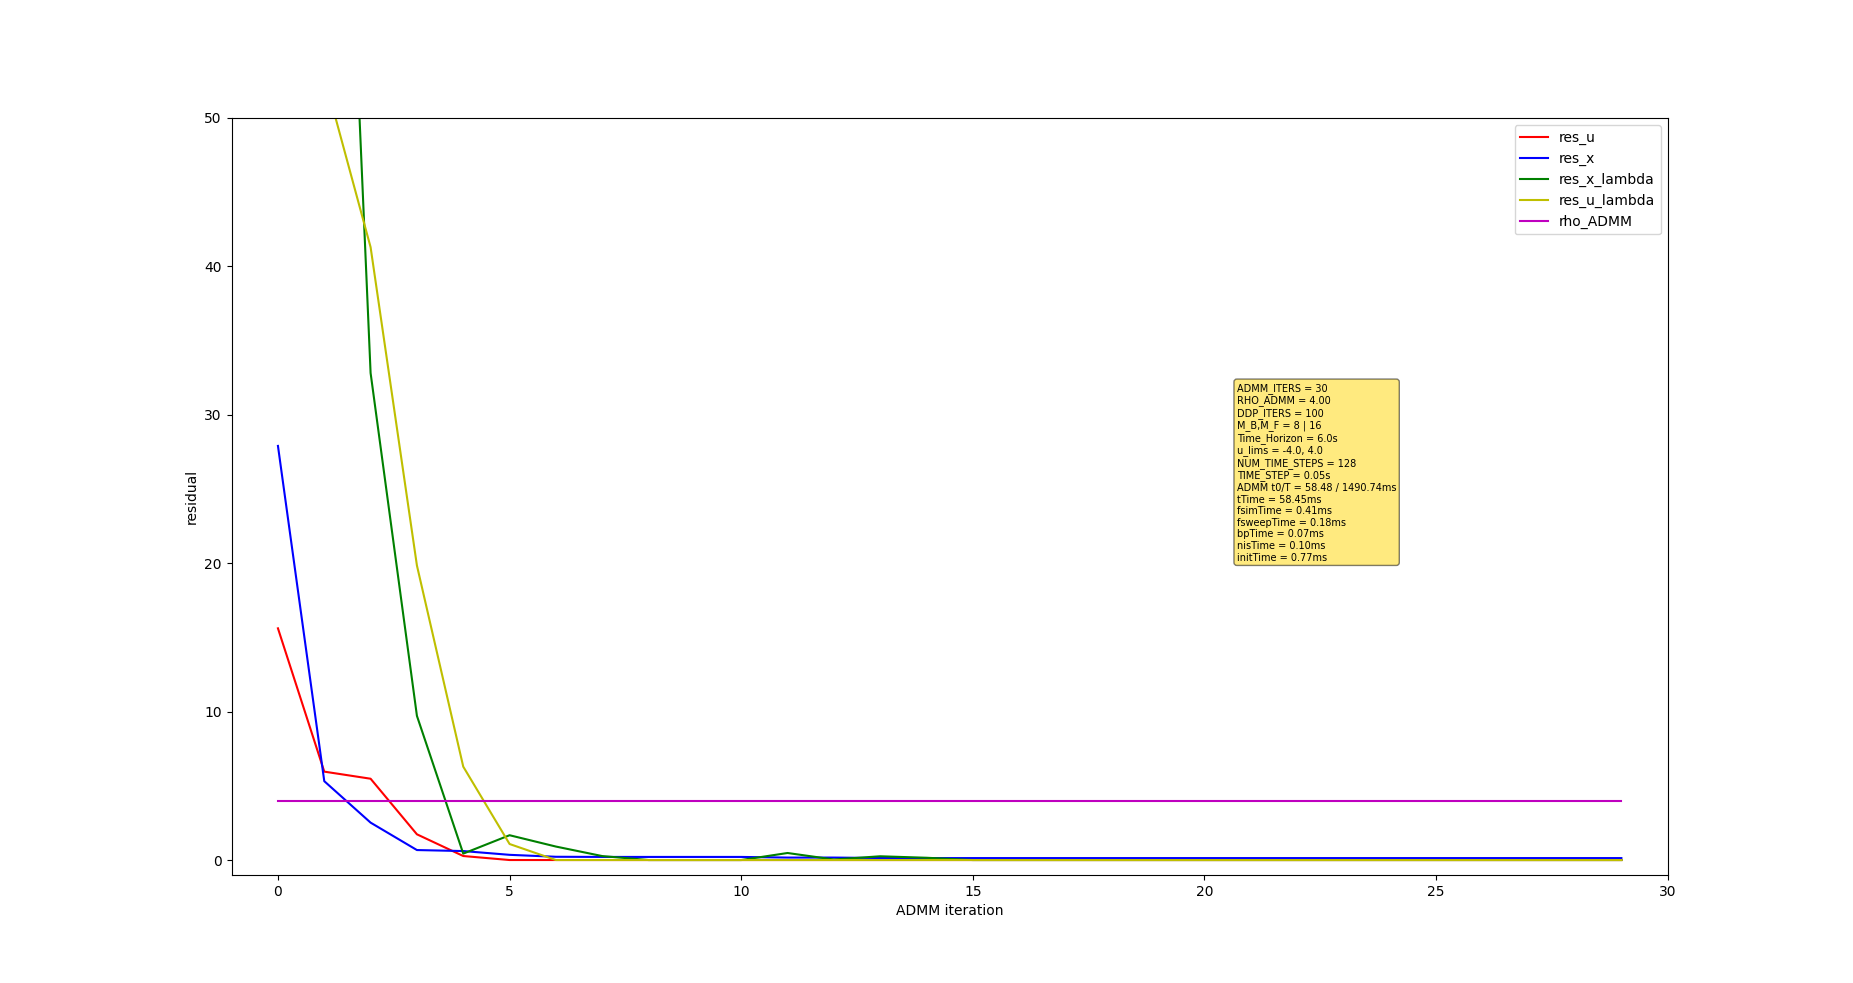 50
40
30
20
10
0
residual
0 5 10 15 20 25 30
ADMM iteration
res_u
res_x
res_x_lambda
res_u_lambda
rho_ADMM
ADMM_ITERS = 30
RHO_ADMM = 4.00
DDP_ITERS = 100
M_B,M_F = 8 | 16
Time_Horizon = 6.0s
u_lims = -4.0, 4.0
NUM_TIME_STEPS = 128
TIME_STEP = 0.05s
ADMM t0/T = 58.48 / 1490.74ms
tTime = 58.45ms
fsimTime = 0.41ms
fsweepTime = 0.18ms
bpTime = 0.07ms
nisTime = 0.10ms
initTime = 0.77ms